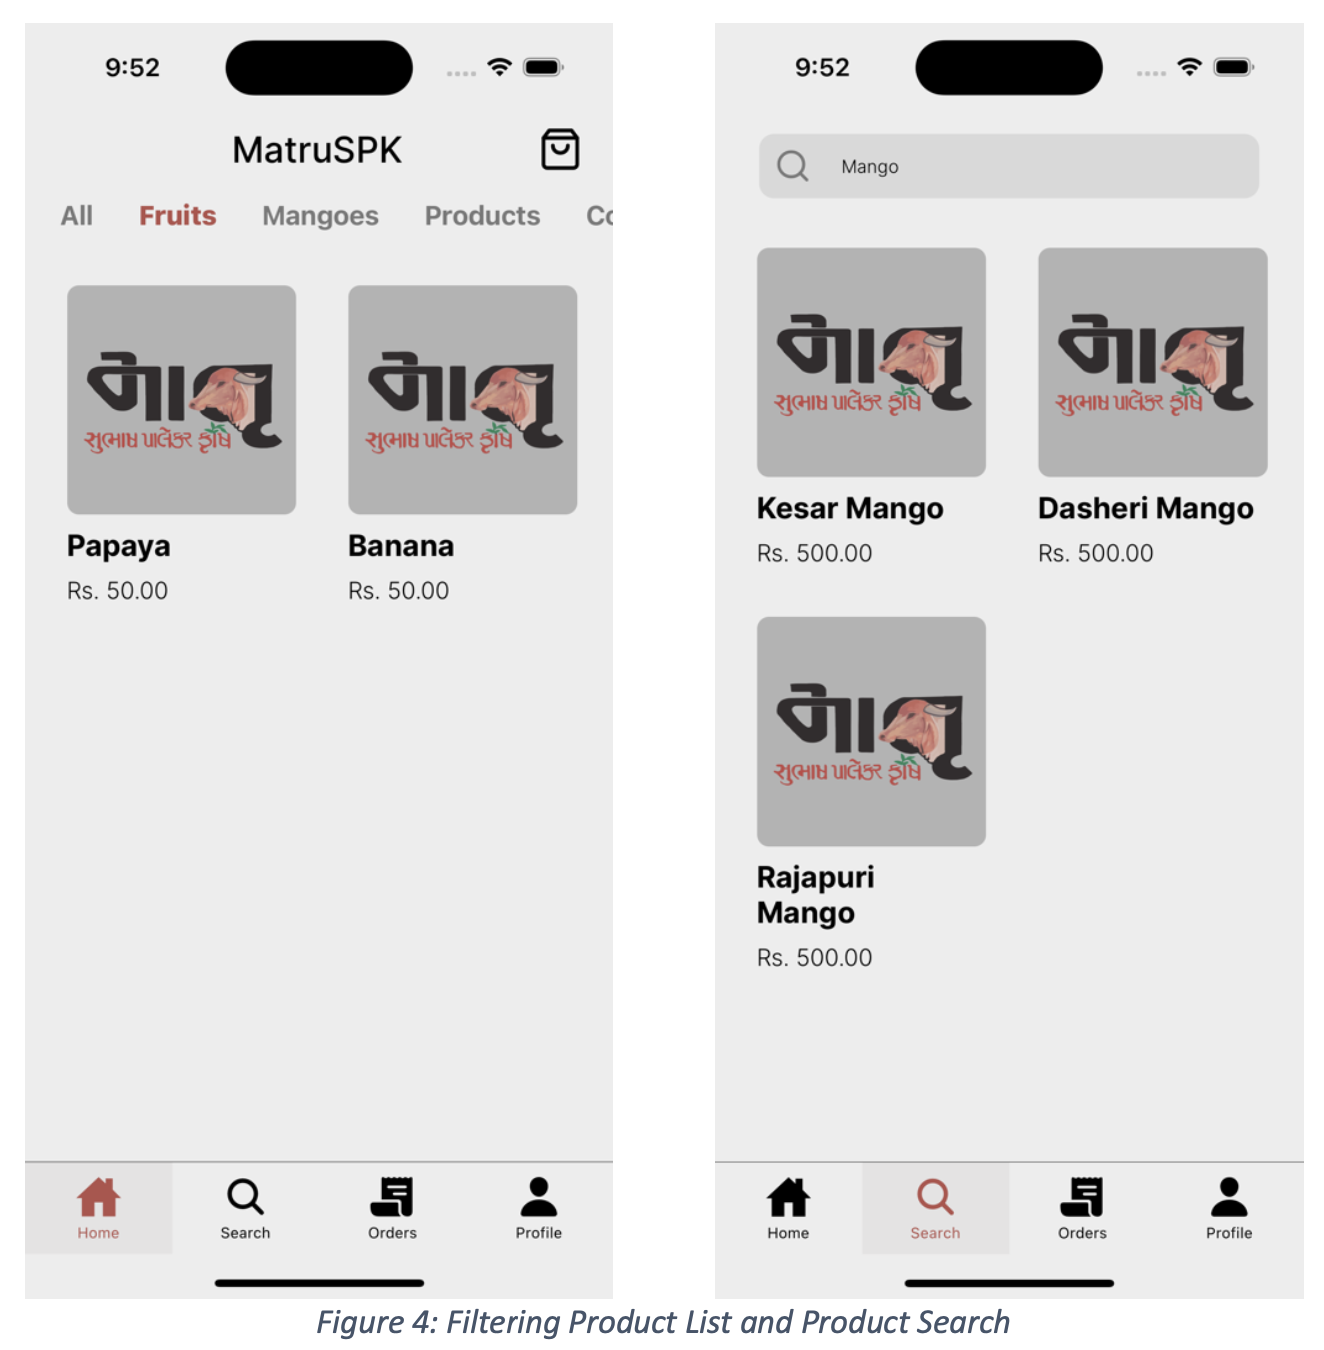 9:52
MatruSPK
All Fruits Mangoes Products Co
માતૃ
સુભાષ પાલેકર કૃષિ
માતૃ
સુભાષ પાલેકર કૃષિ
Papaya
Banana
Rs. 50.00
Rs. 50.00
Home
Search
Orders
Profile
9:52
Mango
માતૃ
સુભાષ પાલેકર કૃષિ
માતૃ
સુભાષ પાલેકર કૃષિ
Kesar Mango
Dasheri Mango
Rs. 500.00
Rs. 500.00
માતૃ
સુભાષ પાલેકર કૃષિ
Rajapuri
Mango
Rs. 500.00
Home
Search
Orders
Profile
Figure 4: Filtering Product List and Product Search